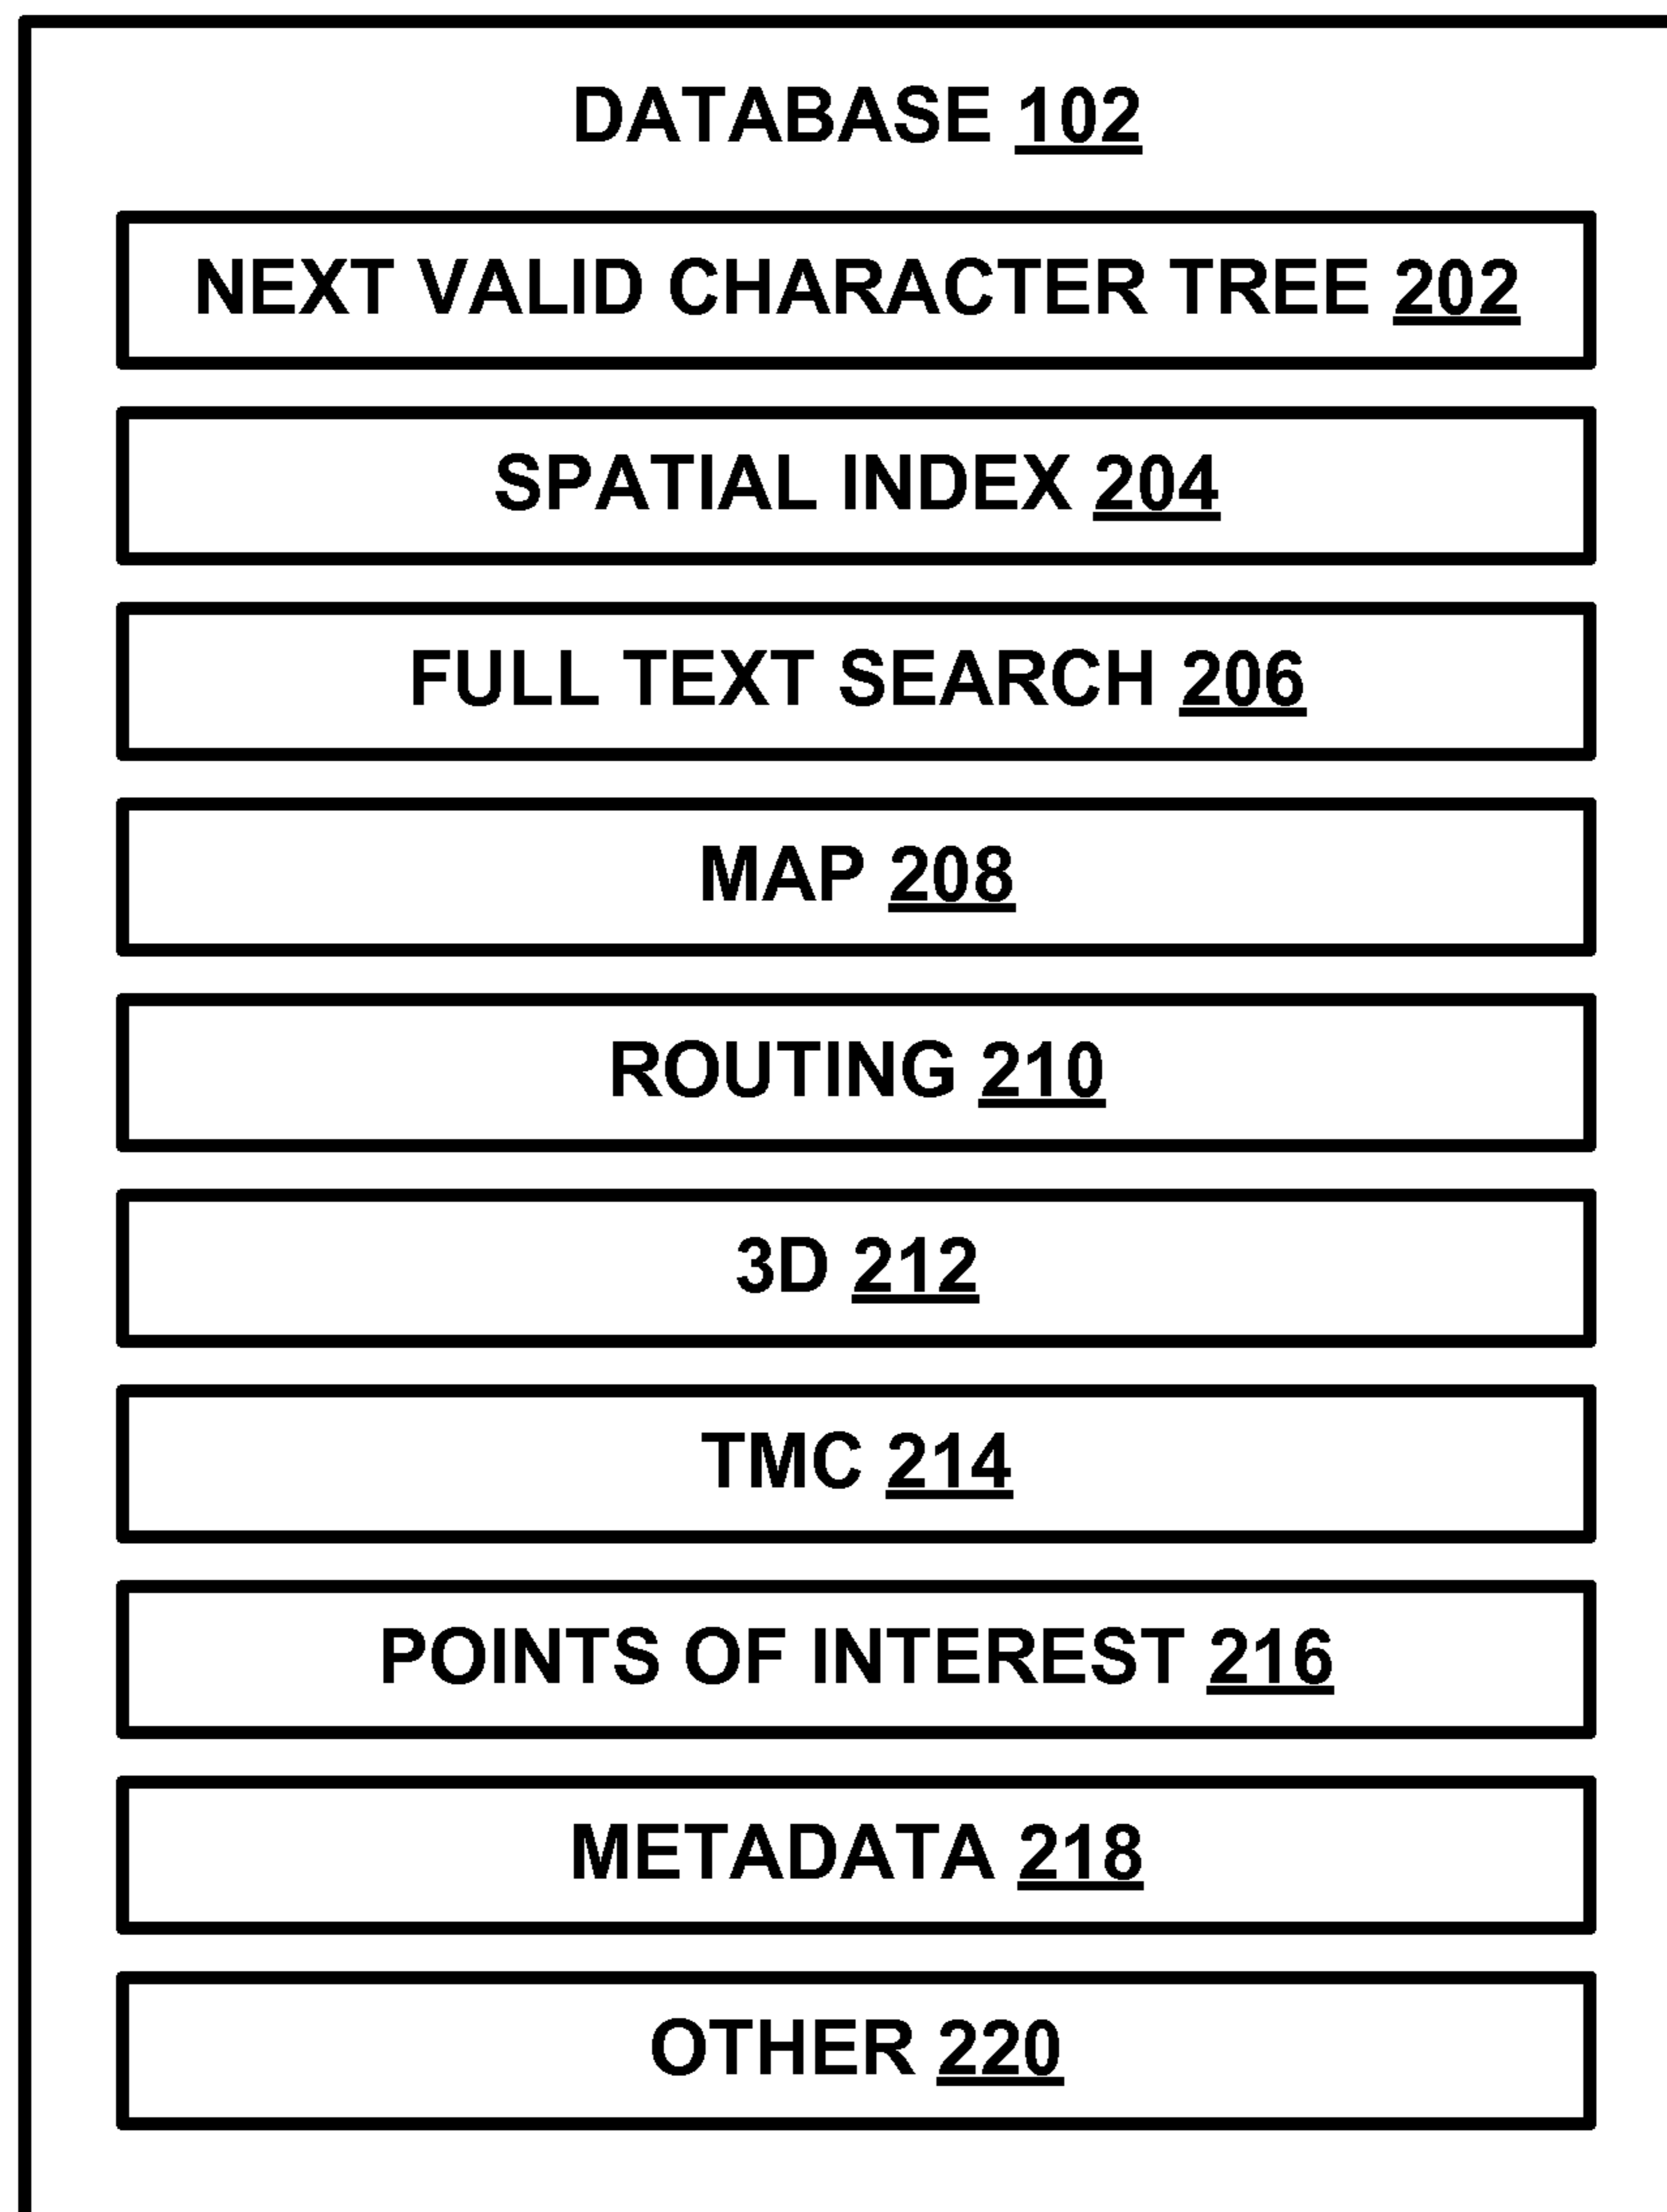 DATABASE 102
NEXT VALID CHARACTER TREE 202
SPATIAL INDEX 204
FULL TEXT SEARCH 206
MAP 208
ROUTING 210
3D 212
TMC 214
POINTS OF INTEREST 216
METADATA 218
OTHER 220